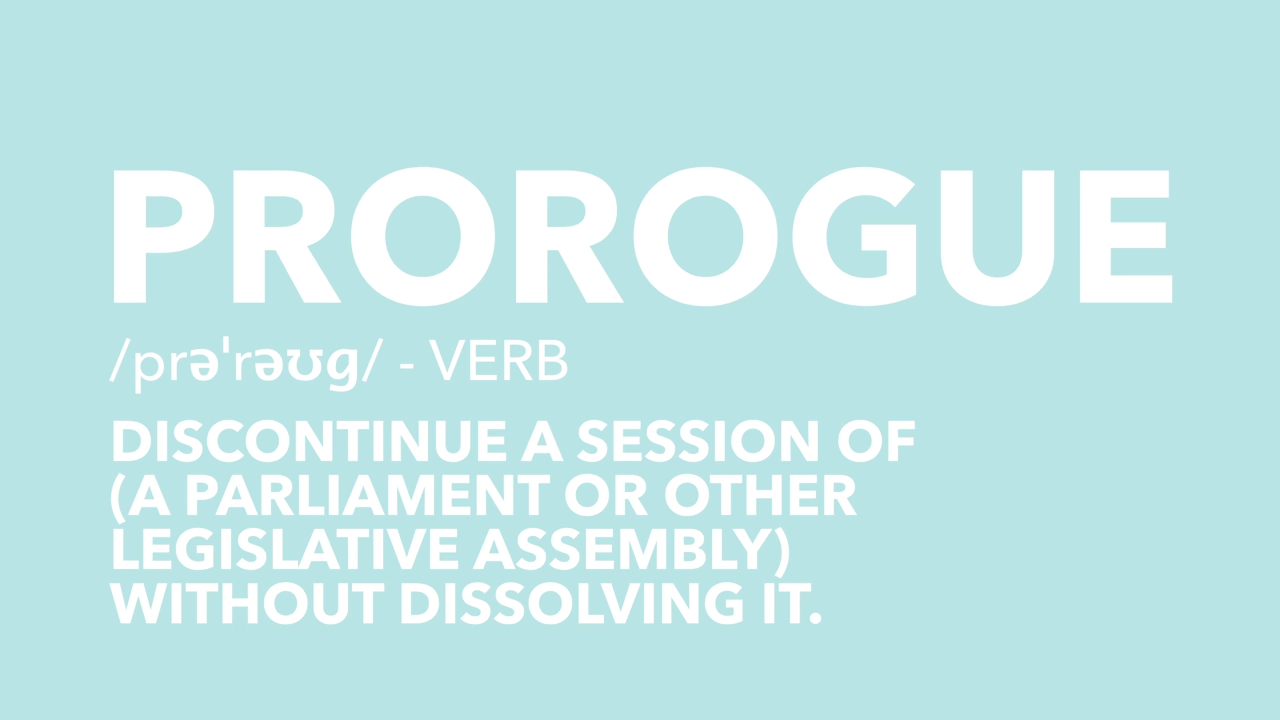 PROROGUE
/prəˈrəʊɡ/ - VERB
DISCONTINUE A SESSION OF
(A PARLIAMENT OR OTHER
LEGISLATIVE ASSEMBLY)
WITHOUT DISSOLVING IT.